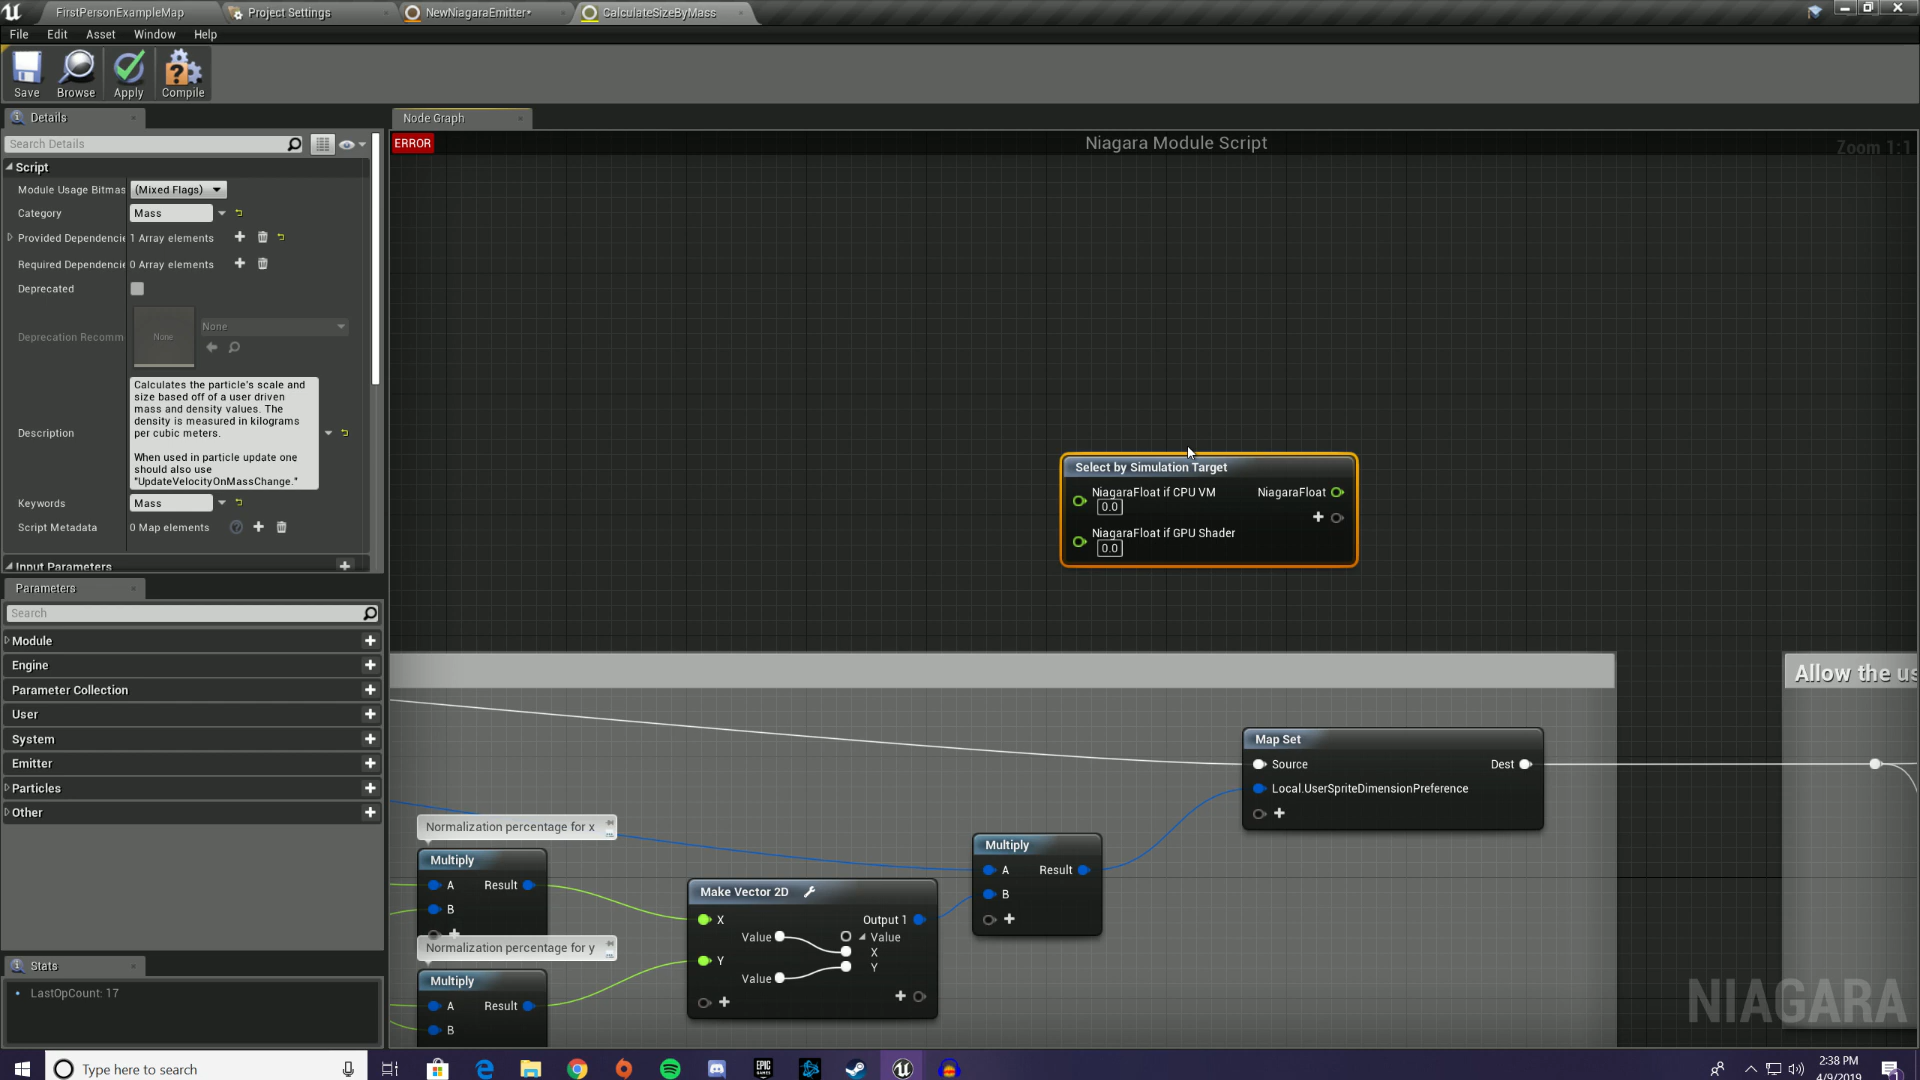 FirstPersonExampleMap
Project Settings
NewNiagaraEmitter*
CalculateSizeByMass
File Edit Asset Window Help
Save Browse Apply Compile
Details
Search Details
Script
Module Usage Bitmas (Mixed Flags)
Category Mass
Provided Dependencie 1 Array elements
Required Dependencie 0 Array elements
Deprecated
Deprecation Recomm None None
Description
Calculates the particle's scale and
size based off of a user driven
mass and density values. The
density is measured in kilograms
per cubic meters.
When used in particle update one
should also use
"UpdateVelocityOnMassChange."
Keywords Mass
Script Metadata 0 Map elements
Input Parameters
Parameters
Search
Module
Engine
Parameter Collection
User
System
Emitter
Particles
Other
Stats
LastOpCount: 17
Node Graph
ERROR
Niagara Module Script
Zoom 1:1
Select by Simulation Target
NiagaraFloat if CPU VM NiagaraFloat
0.0
NiagaraFloat if GPU Shader
0.0
Allow the us
Map Set
Source Dest
Local.UserSpriteDimensionPreference
Normalization percentage for x
Multiply
A Result
B
Normalization percentage for y
Multiply
A Result
B
Make Vector 2D
X Output 1
Value Value
X
Y Y
Value
Multiply
A Result
B
NIAGARA
Type here to search
EPIC
GAMES
2:38 PM
4/9/2019
1